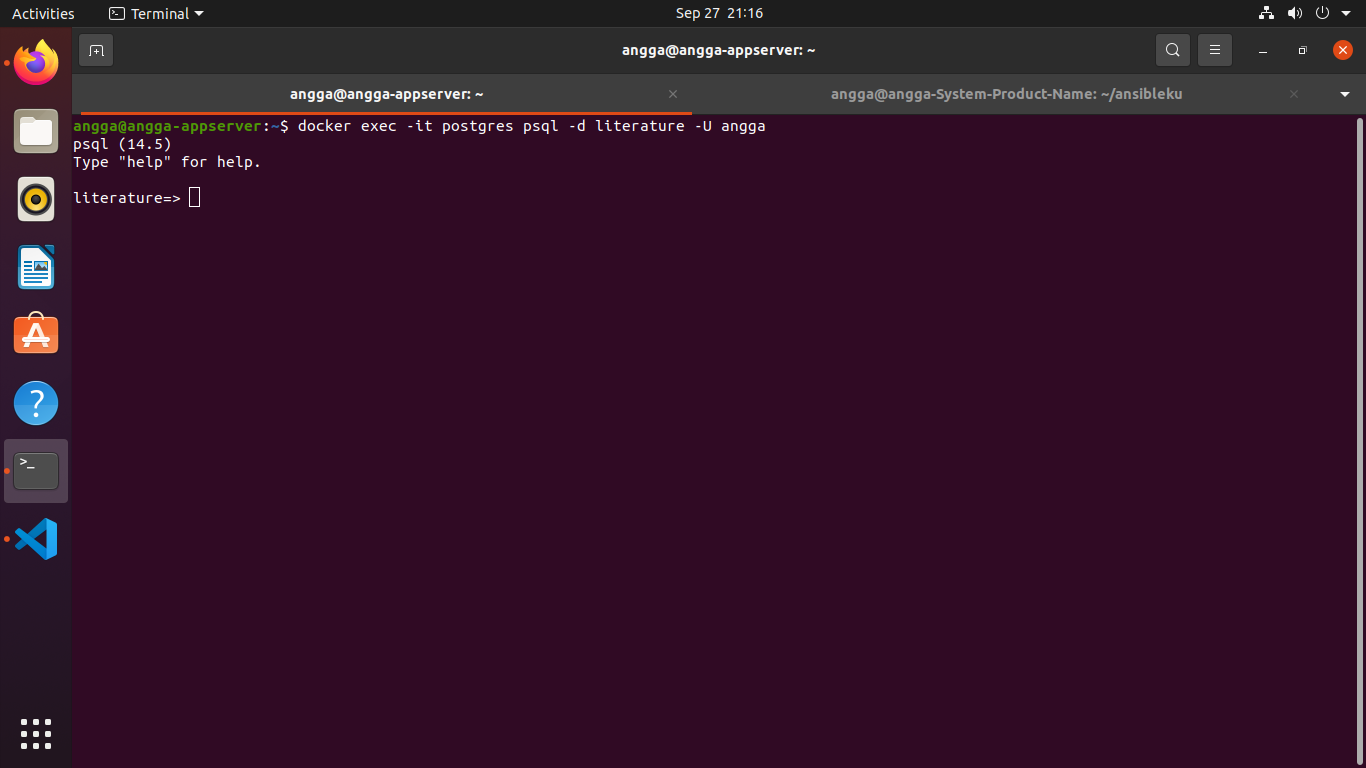 Activities
Terminal
Sep 27 21:16
angga@angga-appserver: ~
angga@angga-appserver: ~
angga@angga-System-Product-Name: ~/ansibleku
angga@angga-appserver:~$ docker exec -it postgres psql -d literature -U angga
psql (14.5)
Type "help" for help.
literature=>